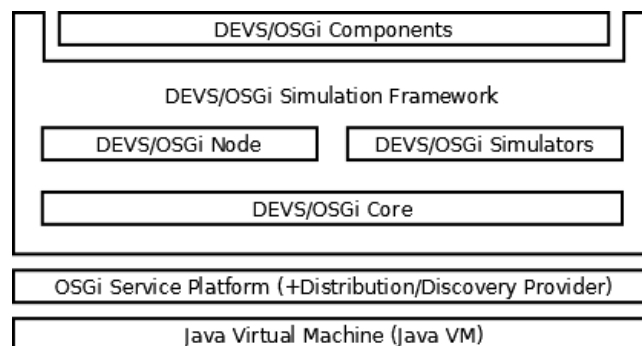 DEVS/OSGi Components
DEVS/OSGi Simulation Framework
DEVS/OSGi Node
DEVS/OSGi Simulators
DEVS/OSGi Core
OSGi Service Platform (+Distribution/Discovery Provider)
Java Virtual Machine (Java VM)